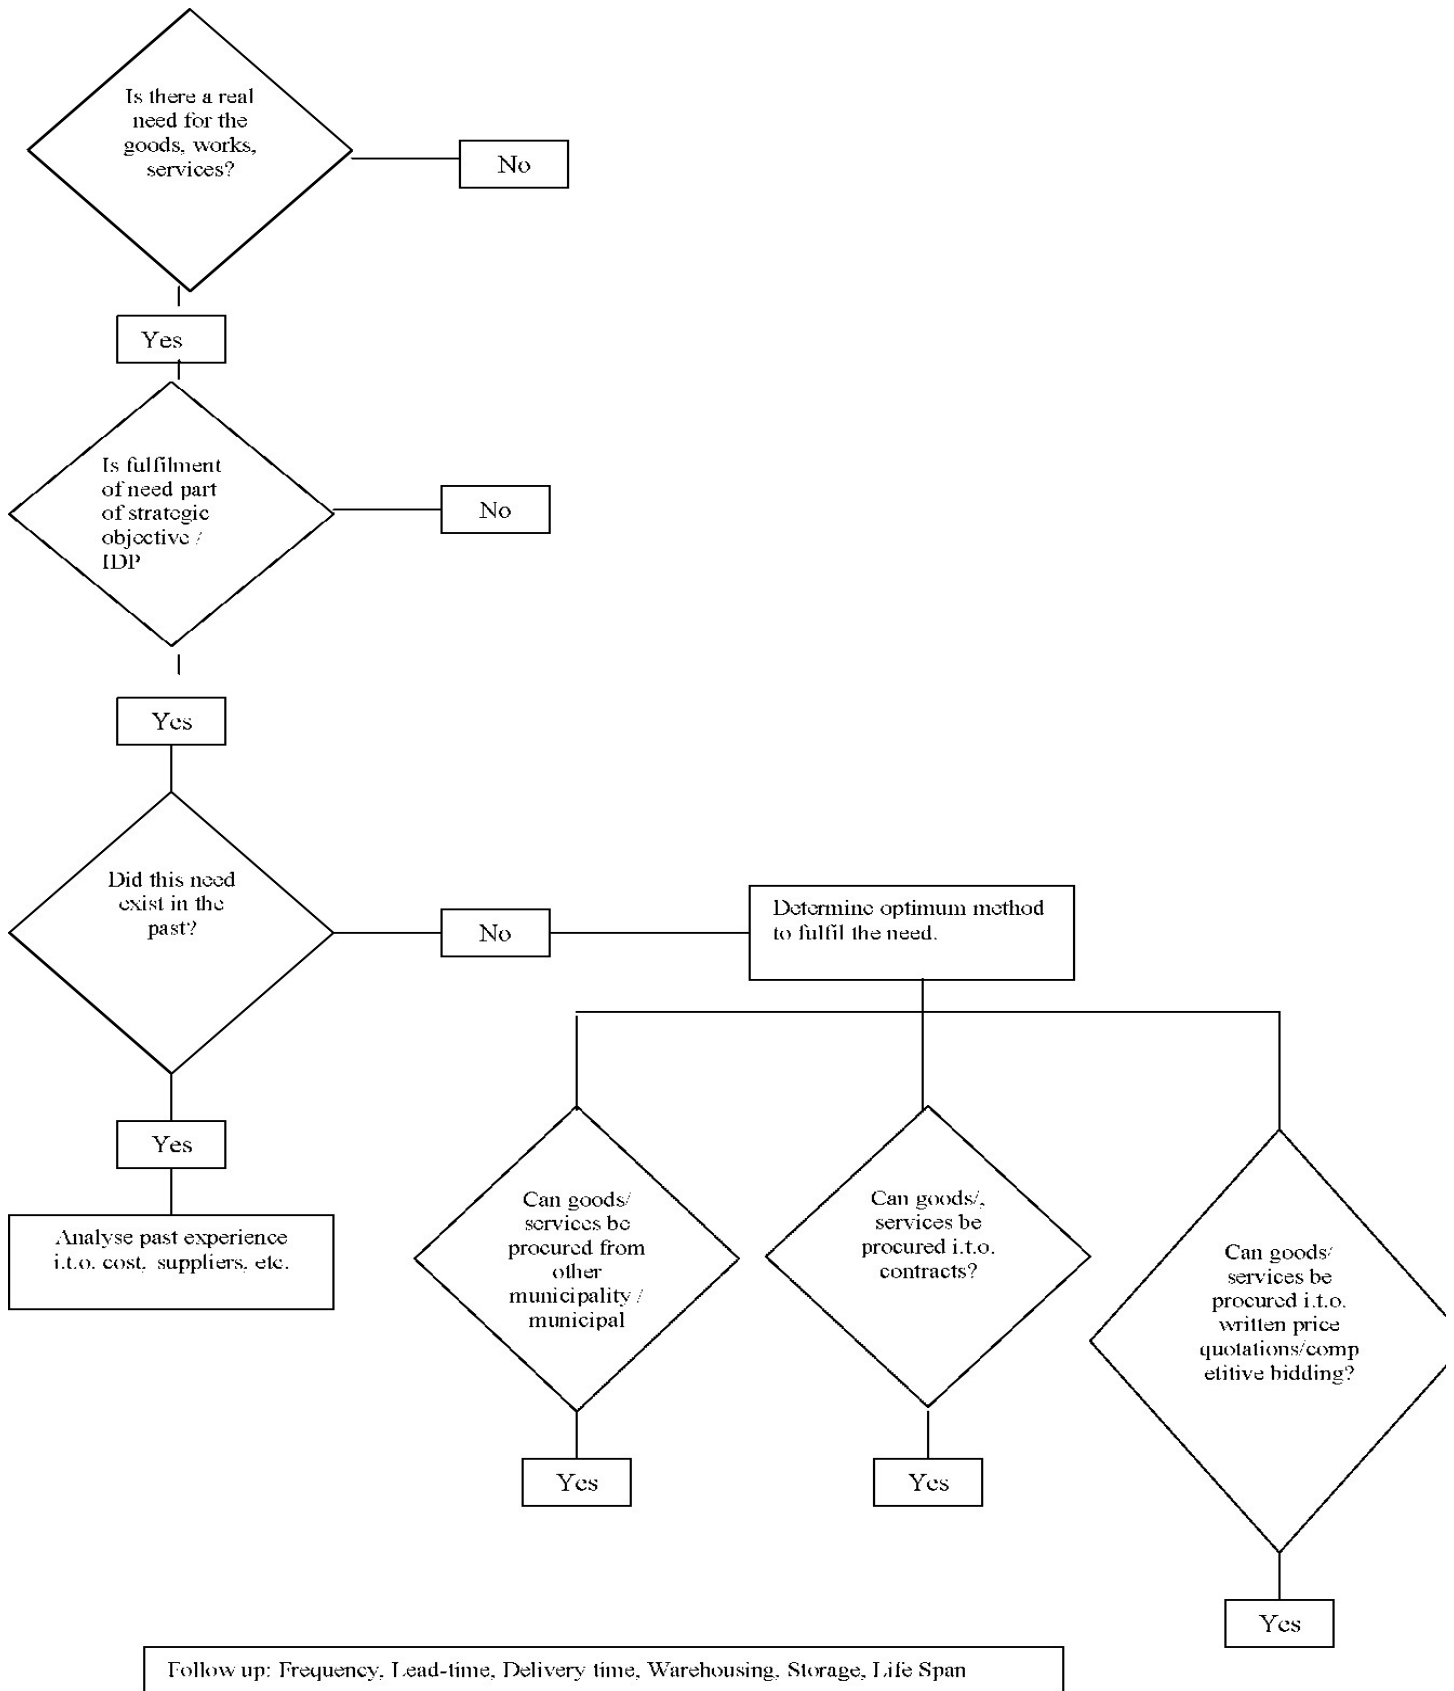 Is there a real
need for the
goods, works,
services?
No
Yes
Is fulfilment
of need part
of strategic
objective /
IDP
No
Yes
Did this need
exist in the
past?
No
Determine optimum method
to fulfil the need.
Yes
Analyse past experience
i.t.o. cost, suppliers, etc.
Can goods/
services be
procured from
other
municipality /
municipal
Yes
Can goods/,
services be
procured i.t.o.
contracts?
Yes
Can goods/
services be
procured i.t.o.
written price
quotations/comp
etitive bidding?
Yes
Follow up: Frequency, Lead-time, Delivery time, Warehousing, Storage, Life Span